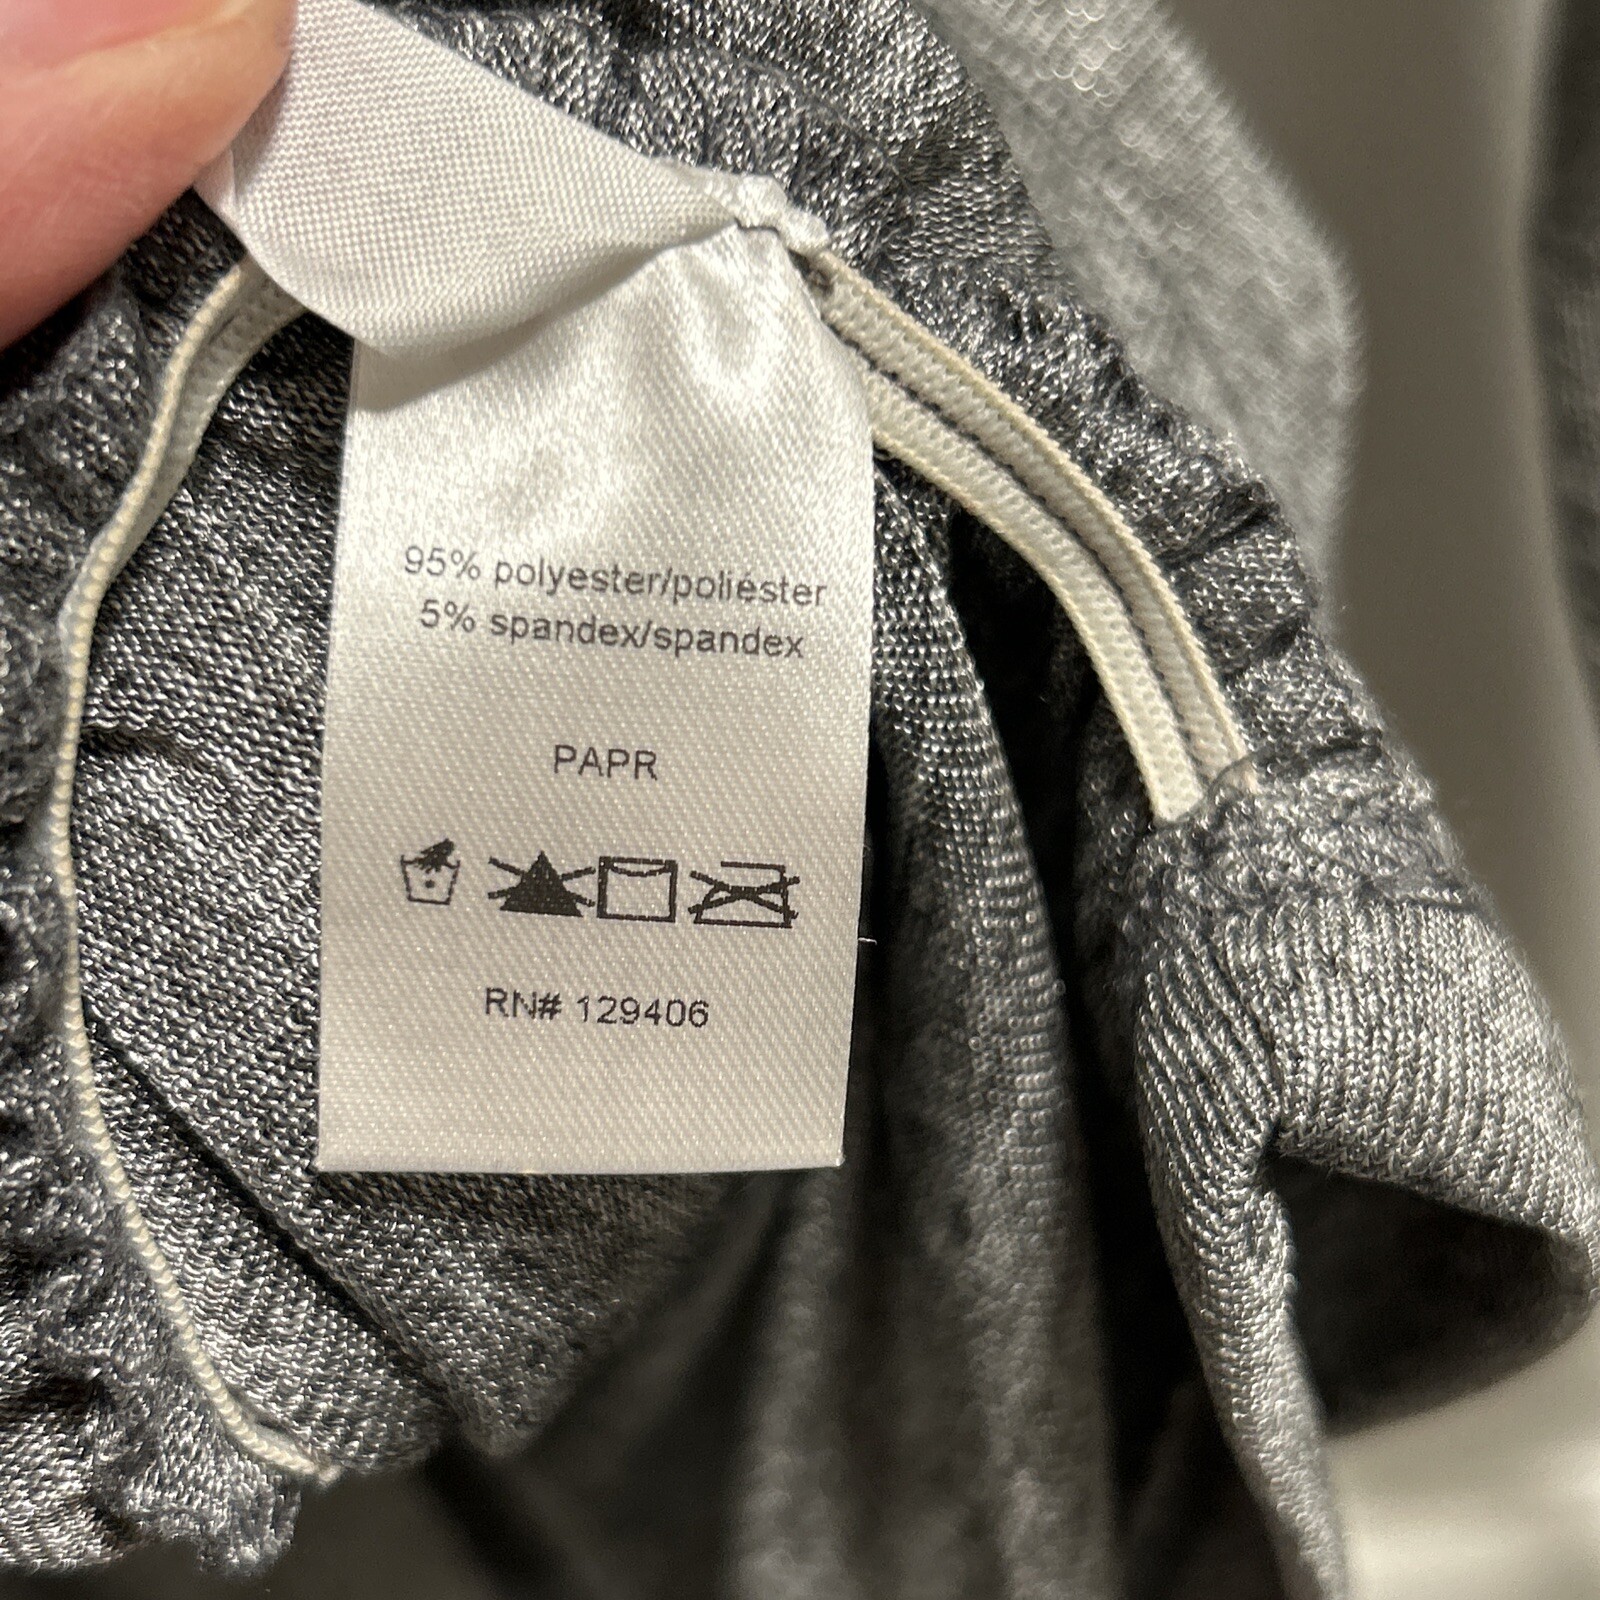 95% polyester/poliéster
5% spandex/spandex
PAPR
RN# 129406